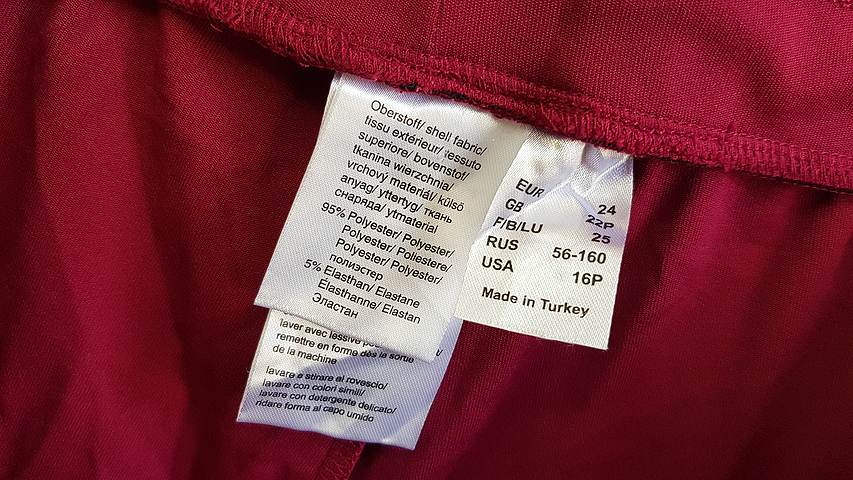 Oberstoff/ shell fabric/
tissu extérieur/ tessuto
superiore/ bovenstof/
tkanina wierzchnia/
vrchový materiál/ külső
anyag/ yttertyg/ ткань
снаряда/ ytmaterial
95% Polyester/ Polyester/
Polyester/ Poliestere/
Polyester/ Polyester/
полиэстер
5% Elasthan/ Elastane
Élasthanne/ Elastan
Эластан
EUR 24
GB 22P
F/B/LU 25
RUS 56-160
USA 16P
Made in Turkey
laver avec lessive
remettre en forme dès la sortie
de la machine
lavare e stirare al rovescio/
lavare con colori simili/
lavare con detergente delicato/
ridare forma al capo umido